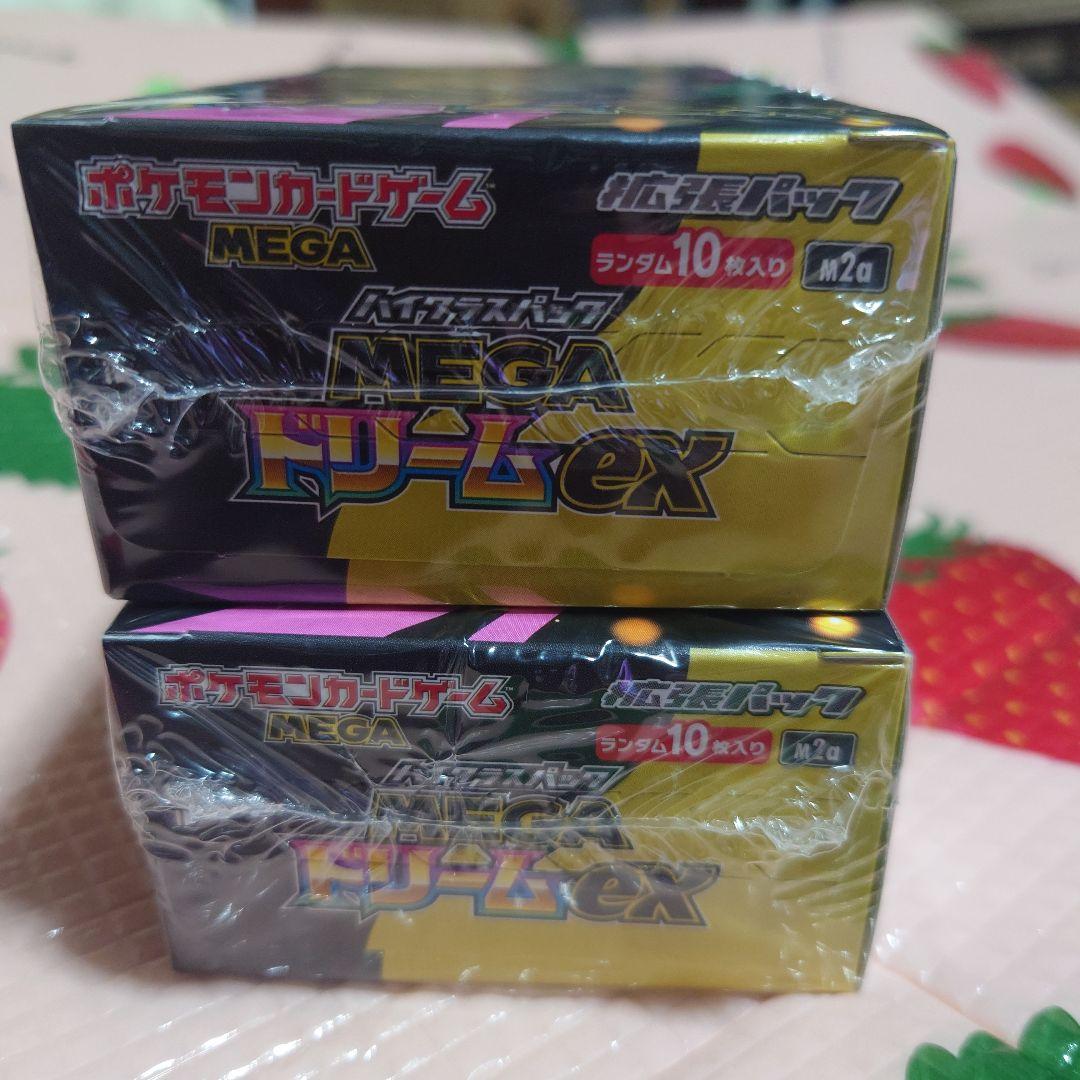 ポケモンカードゲーム
MEGA
拡張パック
ランダム10枚入り M2a
ハイクラスパック
MEGA
ドリームex
ポケモンカードゲーム
MEGA
拡張パック
ランダム10枚入り M2a
ハイクラスパック
MEGA
ドリームex